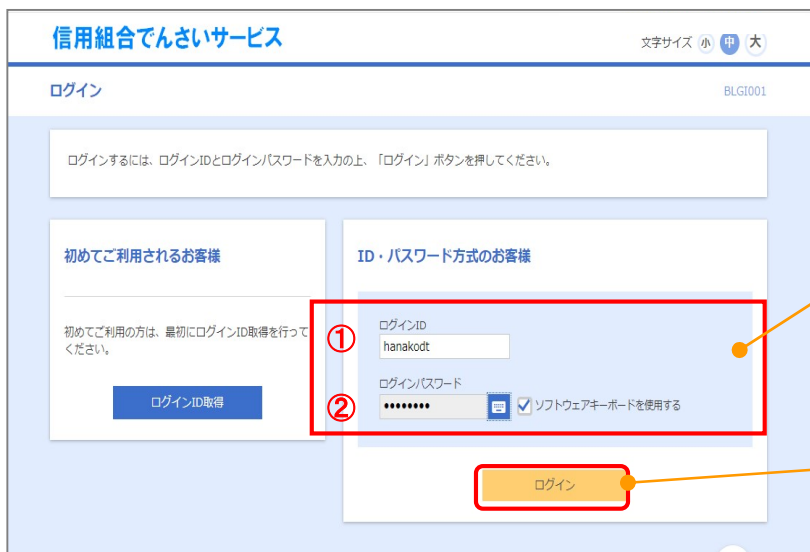 信用組合でんさいサービス
文字サイズ 小 中 大
ログイン
BLGI001
ログインするには、ログインIDとログインパスワードを入力の上、「ログイン」ボタンを押してください。
初めてご利用されるお客様
初めてご利用の方は、最初にログインID取得を行って
ください。
ログインID取得
ID・パスワード方式のお客様
①
ログインID
hanakodt
②
ログインパスワード
••••••••
ソフトウェアキーボードを使用する
ログイン